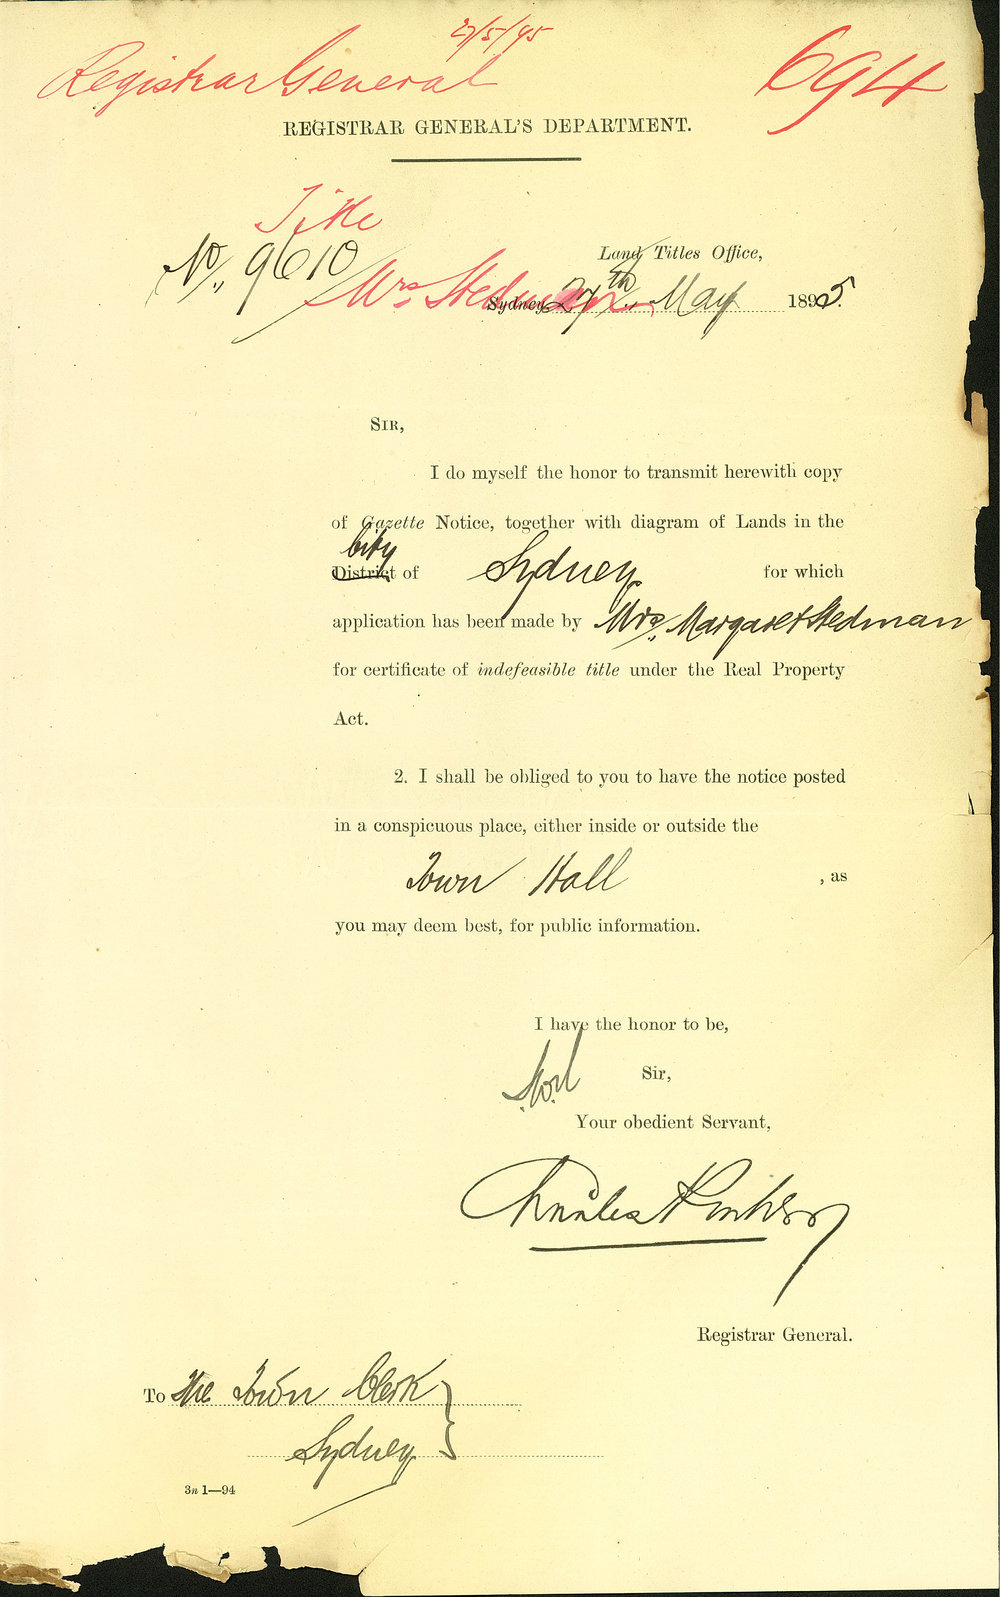 27/5/95
Registrar General
694
REGISTRAR GENERAL'S DEPARTMENT.
Title
No. 9610
Mrs Stedman
Land Titles Office,
Sydney 27th May 1895.
SIR,
I do myself the honor to transmit herewith copy
of Gazette Notice, together with diagram of Lands in the
City
District of Sydney for which
application has been made by Mrs. Margaret Stedman
for certificate of indefeasible title under the Real Property
Act.
2. I shall be obliged to you to have the notice posted
in a conspicuous place, either inside or outside the
Town Hall , as
you may deem best, for public information.
I have the honor to be,
Sir,
Your obedient Servant,
Charles
Registrar General.
To The Town Clerk
Sydney
3n 1—94